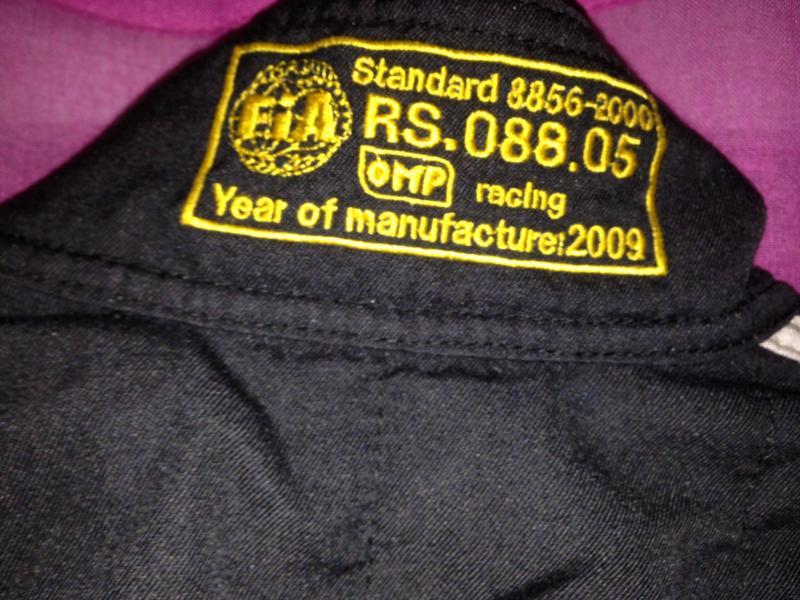 FIA
Standard 8856-2000
RS.088.05
OMP racing
Year of manufacture:2009